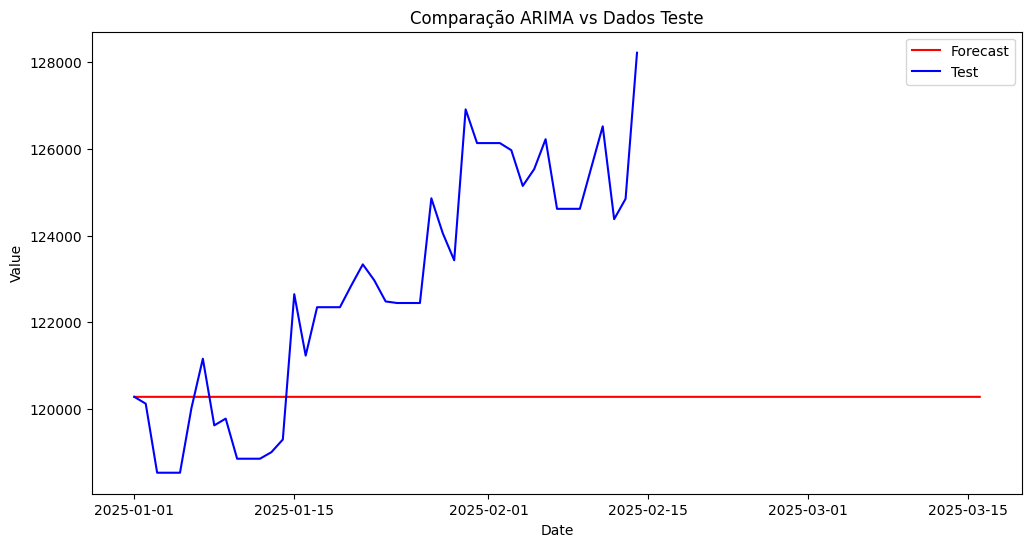 Comparação ARIMA vs Dados Teste
Forecast
Test
Value
128000
126000
124000
122000
120000
2025-01-01
2025-01-15
2025-02-01
2025-02-15
2025-03-01
2025-03-15
Date